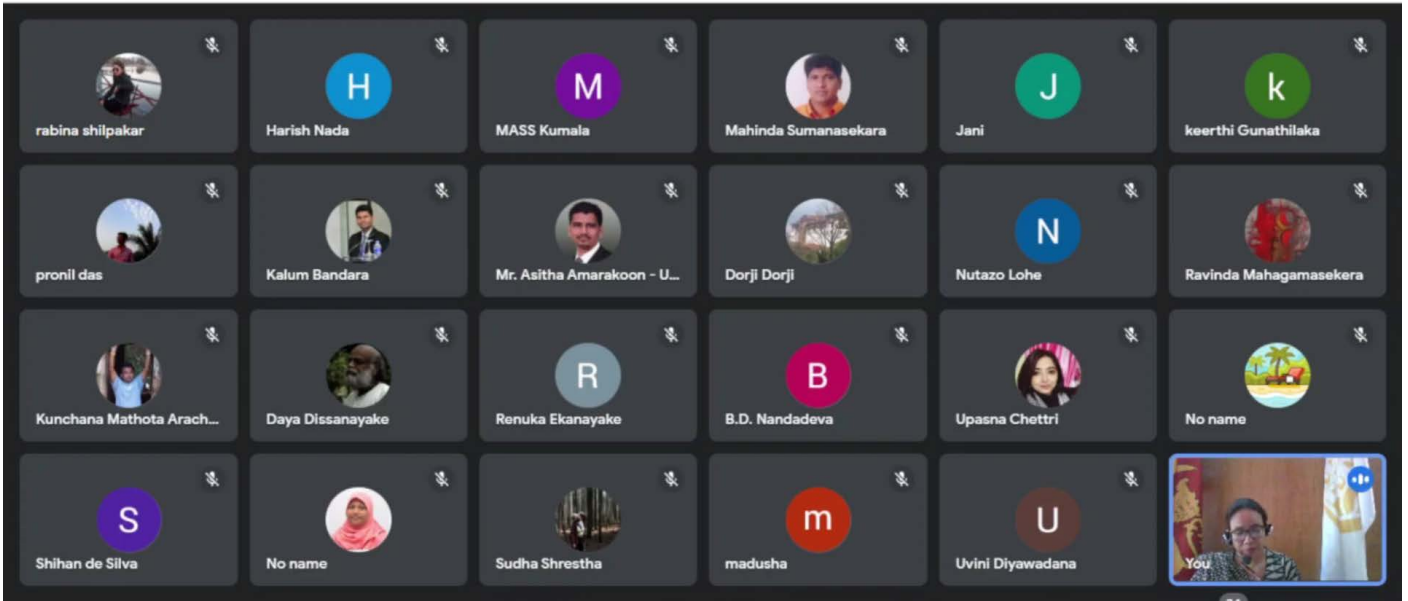 rabina shilpakar
H
Harish Nada
M
MASS Kumala
Mahinda Sumanasekara
J
Jani
k
keerthi Gunathilaka
pronil das
Kalum Bandara
Mr. Asitha Amarakoon - U...
Dorji Dorji
N
Nutazo Lohe
Ravinda Mahagamasekera
Kunchana Mathota Arach...
Daya Dissanayake
R
Renuka Ekanayake
B
B.D. Nandadeva
Upasna Chettri
No name
S
Shihan de Silva
No name
Sudha Shrestha
m
madusha
U
Uvini Diyawadana
You